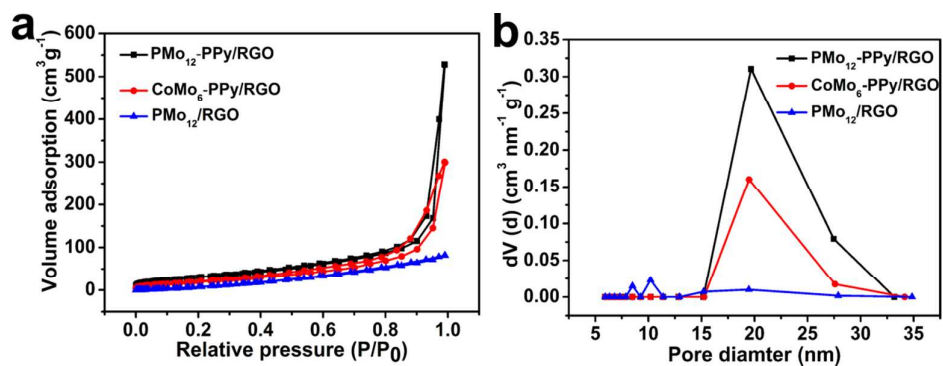 a
Volume adsorption (cm³g⁻¹)
600
500
400
300
200
100
0
PMo₁₂-PPy/RGO
CoMo₆-PPy/RGO
PMo₁₂/RGO
0.0 0.2 0.4 0.6 0.8 1.0
Relative pressure (P/P₀)
b
dV (d) (cm³ nm⁻¹ g⁻¹)
0.35
0.30
0.25
0.20
0.15
0.10
0.05
0.00
PMo₁₂-PPy/RGO
CoMo₆-PPy/RGO
PMo₁₂/RGO
5 10 15 20 25 30 35
Pore diamter (nm)